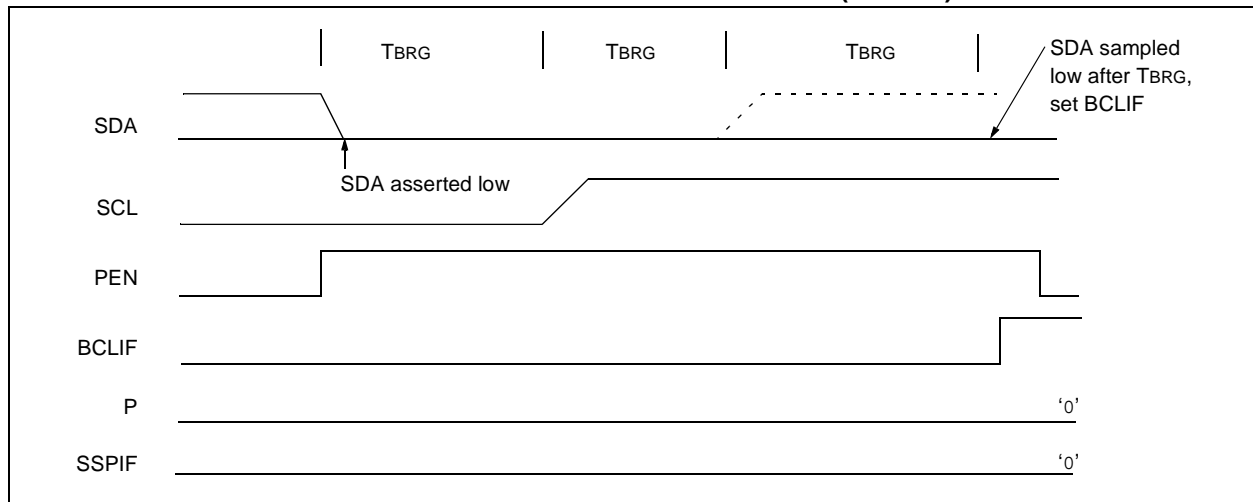 TBRG TBRG TBRG
SDA sampled
low after TBRG,
set BCLIF
SDA
SDA asserted low
SCL
PEN
BCLIF
P ‘0’
SSPIF ‘0’